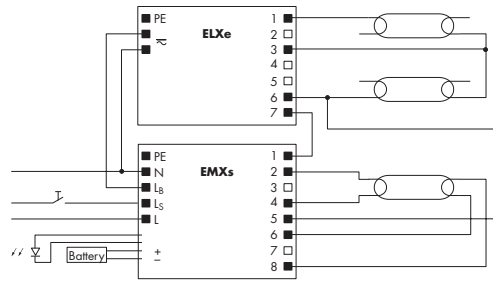 PE ELXe 1
2
~ 3
4
5
6
7
PE 1
N EMXs 2
LB 3
LS 4
L 5
6
+ 7
Battery − 8